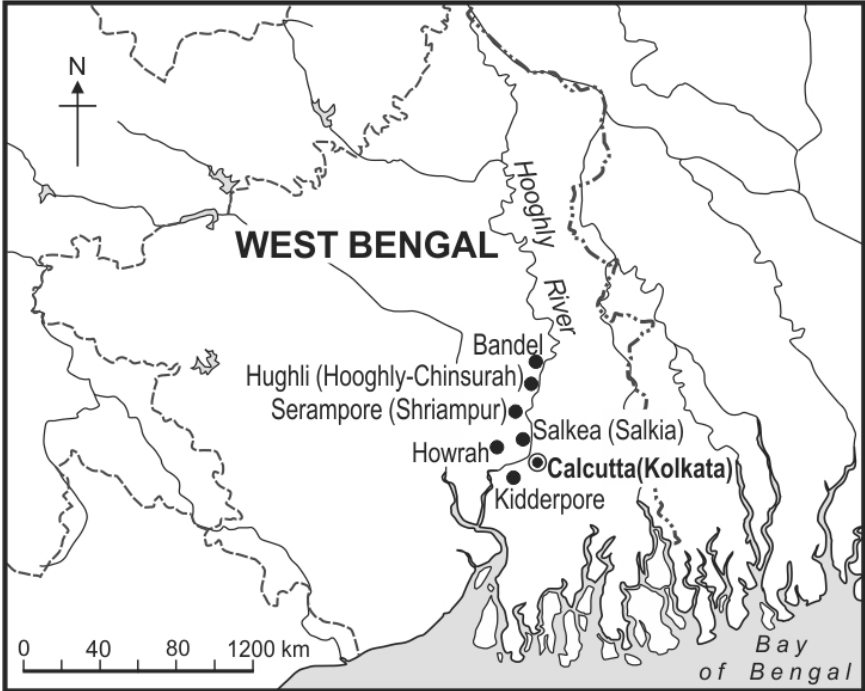 N
Hooghly
River
WEST BENGAL
Bandel
Hughli (Hooghly-Chinsurah)
Serampore (Shriampur)
Salkea (Salkia)
Howrah
Calcutta(Kolkata)
Kidderpore
0 40 80 1200 km
Bay
of Bengal